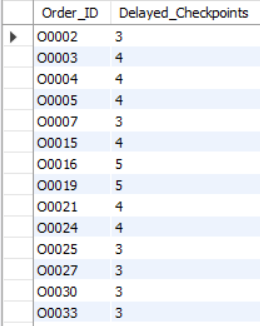 Order_ID Delayed_Checkpoints
O0002 3
O0003 4
O0004 4
O0005 4
O0007 3
O0015 4
O0016 5
O0019 5
O0021 4
O0024 4
O0025 3
O0027 3
O0030 3
O0033 3